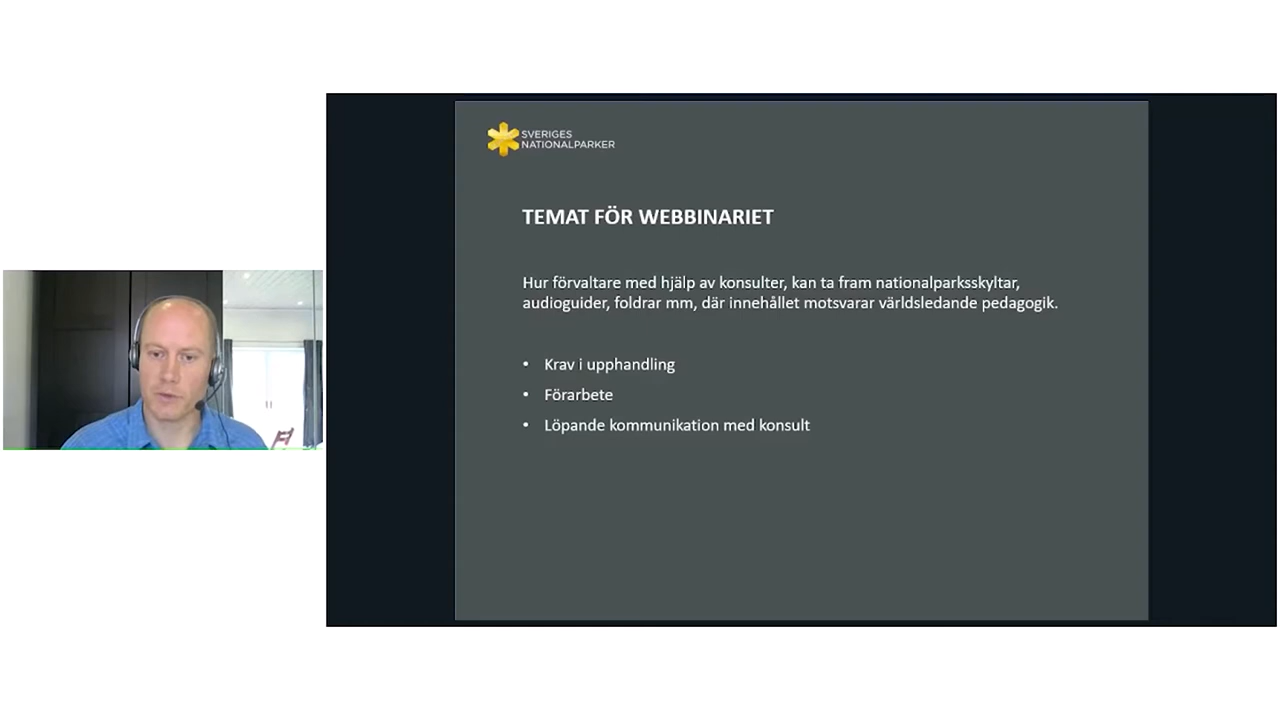 SVERIGES
NATIONALPARKER
TEMAT FÖR WEBBINARIET
Hur förvaltare med hjälp av konsulter, kan ta fram nationalparksskyltar,
audioguider, foldrar mm, där innehållet motsvarar världsledande pedagogik.
• Krav i upphandling
• Förarbete
• Löpande kommunikation med konsult